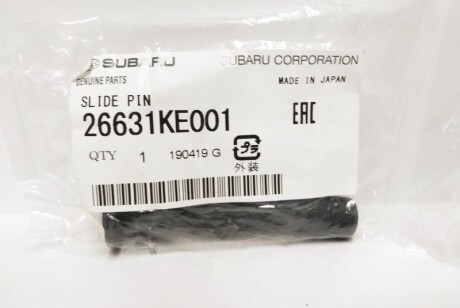 SUBARU SUBARU CORPORATION
GENUINE PARTS MADE IN JAPAN
SLIDE PIN
26631KE001 EAC
QTY 1 190419 G プラ
外装